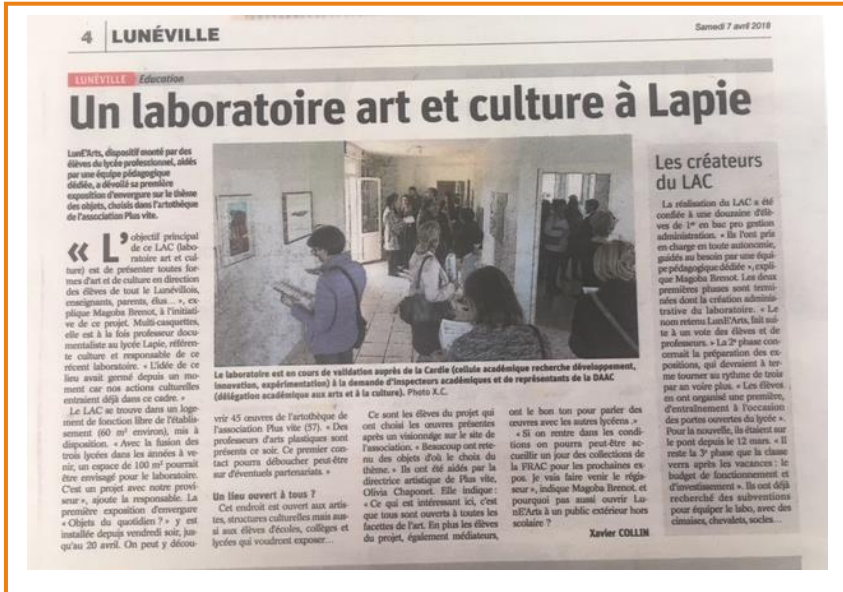 4 LUNÉVILLE
Samedi 7 avril 2018
LUNÉVILLE Education
Un laboratoire art et culture à Lapie
LunE'Arts, dispositif monté par des
élèves du lycée professionnel, aidés
par une équipe pédagogique
dédiée, a dévoilé sa première
exposition d'envergure sur le thème
des objets, choisis dans l'artothèque
de l'association Plus vite.
« L'objectif principal
de ce LAC (labo-
ratoire art et cul-
ture) est de présenter toutes for-
mes d'art et de culture en direction
des élèves de tout le Lunévillois,
enseignants, parents, élus... », ex-
plique Magoba Brenot, à l'initiati-
ve de ce projet. Multi-casquettes,
elle est à la fois professeur docu-
mentaliste au lycée Lapie, référen-
te culture et responsable de ce
récent laboratoire. « L'idée de ce
lieu avait germé depuis un mo-
ment car nos actions culturelles
entraient déjà dans ce cadre. »
Le LAC se trouve dans un loge-
ment de fonction libre de l'établis-
sement (60 m² environ), mis à
disposition. « Avec la fusion des
trois lycées dans les années à ve-
nir, un espace de 100 m² pourrait
être envisagé pour le laboratoire.
C'est un projet avec notre provi-
seur », ajoute la responsable. La
première exposition d'envergure
« Objets du quotidien ? » y est
installée depuis vendredi soir, jus-
qu'au 20 avril. On peut y décou-
Le laboratoire est en cours de validation auprès de la Cardie (cellule académique recherche développement,
innovation, expérimentation) à la demande d'inspecteurs académiques et de représentants de la DAAC
(délégation académique aux arts et à la culture). Photo X.C.
vrir 45 œuvres de l'artothèque de
l'association Plus vite (57). « Des
professeurs d'arts plastiques sont
présents ce soir. Ce premier con-
tact pourra déboucher peut-être
sur d'éventuels partenariats. »
Un lieu ouvert à tous ?
Cet endroit est ouvert aux artis-
tes, structures culturelles mais aus-
si aux élèves d'écoles, collèges et
lycées qui voudront exposer...
Ce sont les élèves du projet qui
ont choisi les œuvres présentées
après un visionnage sur le site de
l'association. « Beaucoup ont rete-
nu des objets d'où le choix du
thème. » Ils ont été aidés par la
directrice artistique de Plus vite,
Olivia Chaponet. Elle indique :
« Ce qui est intéressant ici, c'est
que tous sont ouverts à toutes les
facettes de l'art. En plus les élèves
du projet, également médiateurs,
ont le bon ton pour parler des
œuvres avec les autres lycéens. »
« Si on rentre dans les condi-
tions on pourra peut-être ac-
cueillir un jour des collections de
la FRAC pour les prochaines ex-
pos. Je vais faire venir le régis-
seur », indique Magoba Brenot, et
pourquoi pas aussi ouvrir Lu-
nE'Arts à un public extérieur hors
scolaire ?
Xavier COLLIN
Les créateurs
du LAC
La réalisation du LAC a été
confiée à une douzaine d'élè-
ves de 1re en bac pro gestion
administration. « Ils l'ont pris
en charge en toute autonomie,
guidés au besoin par une équi-
pe pédagogique dédiée », expli-
que Magoba Brenot. Les deux
premières phases sont termi-
nées dont la création adminis-
trative du laboratoire. « Le
nom retenu LunE'Arts, fait sui-
te à un vote des élèves et de
professeurs. » La 2e phase con-
cernait la préparation des ex-
positions, qui devraient à ter-
me tourner au rythme de trois
par an voire plus. « Les élèves
en ont organisé une première,
d'entraînement à l'occasion
des portes ouvertes du lycée ».
Pour la nouvelle, ils étaient sur
le pont depuis le 12 mars. « Il
reste la 3e phase que la classe
verra après les vacances : le
budget de fonctionnement et
d'investissement ». Ils ont déjà
recherché des subventions
pour équiper le labo, avec des
cimaises, chevalets, socles...